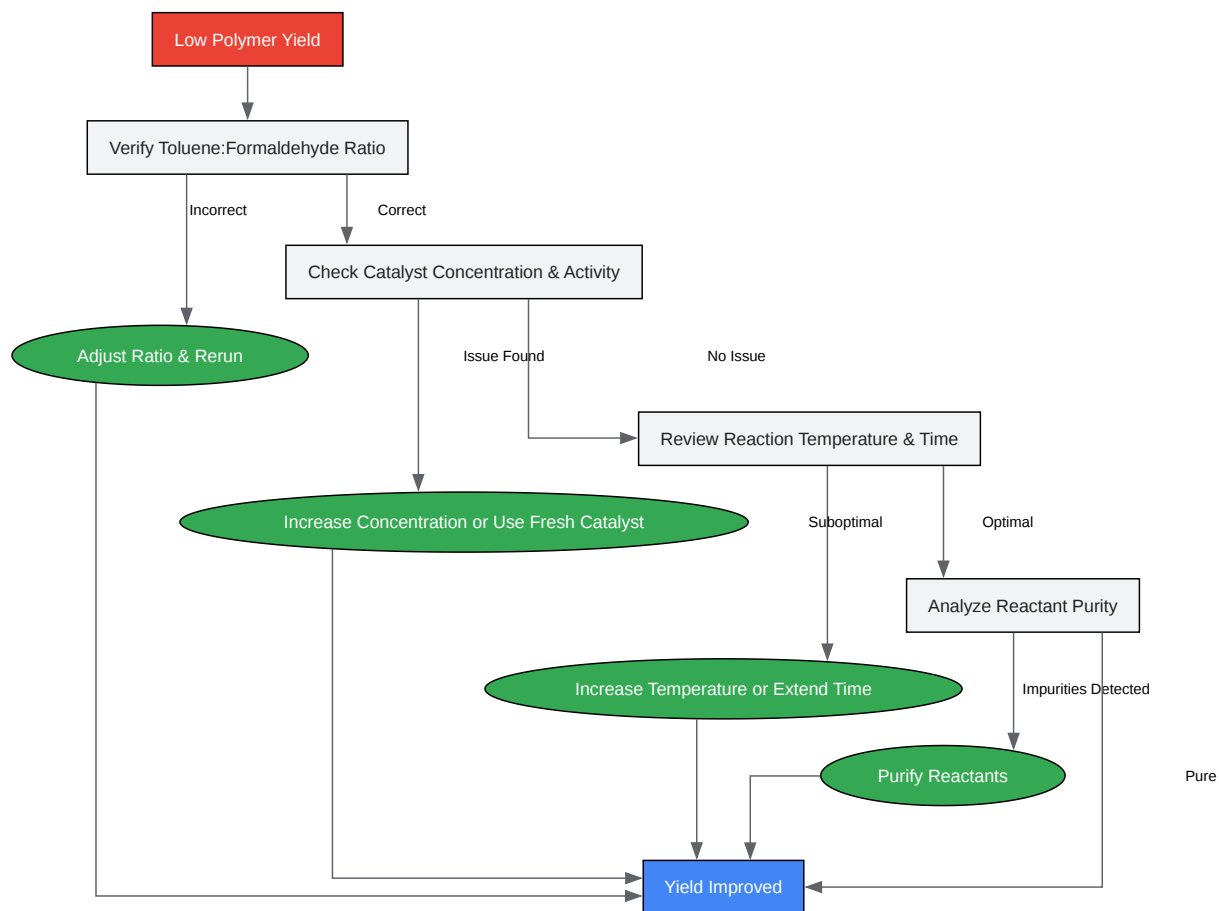 Low Polymer Yield
Verify Toluene:Formaldehyde Ratio
Incorrect
Correct
Check Catalyst Concentration & Activity
Adjust Ratio & Rerun
Issue Found
No Issue
Review Reaction Temperature & Time
Increase Concentration or Use Fresh Catalyst
Suboptimal
Optimal
Analyze Reactant Purity
Increase Temperature or Extend Time
Impurities Detected
Purify Reactants
Pure
Yield Improved